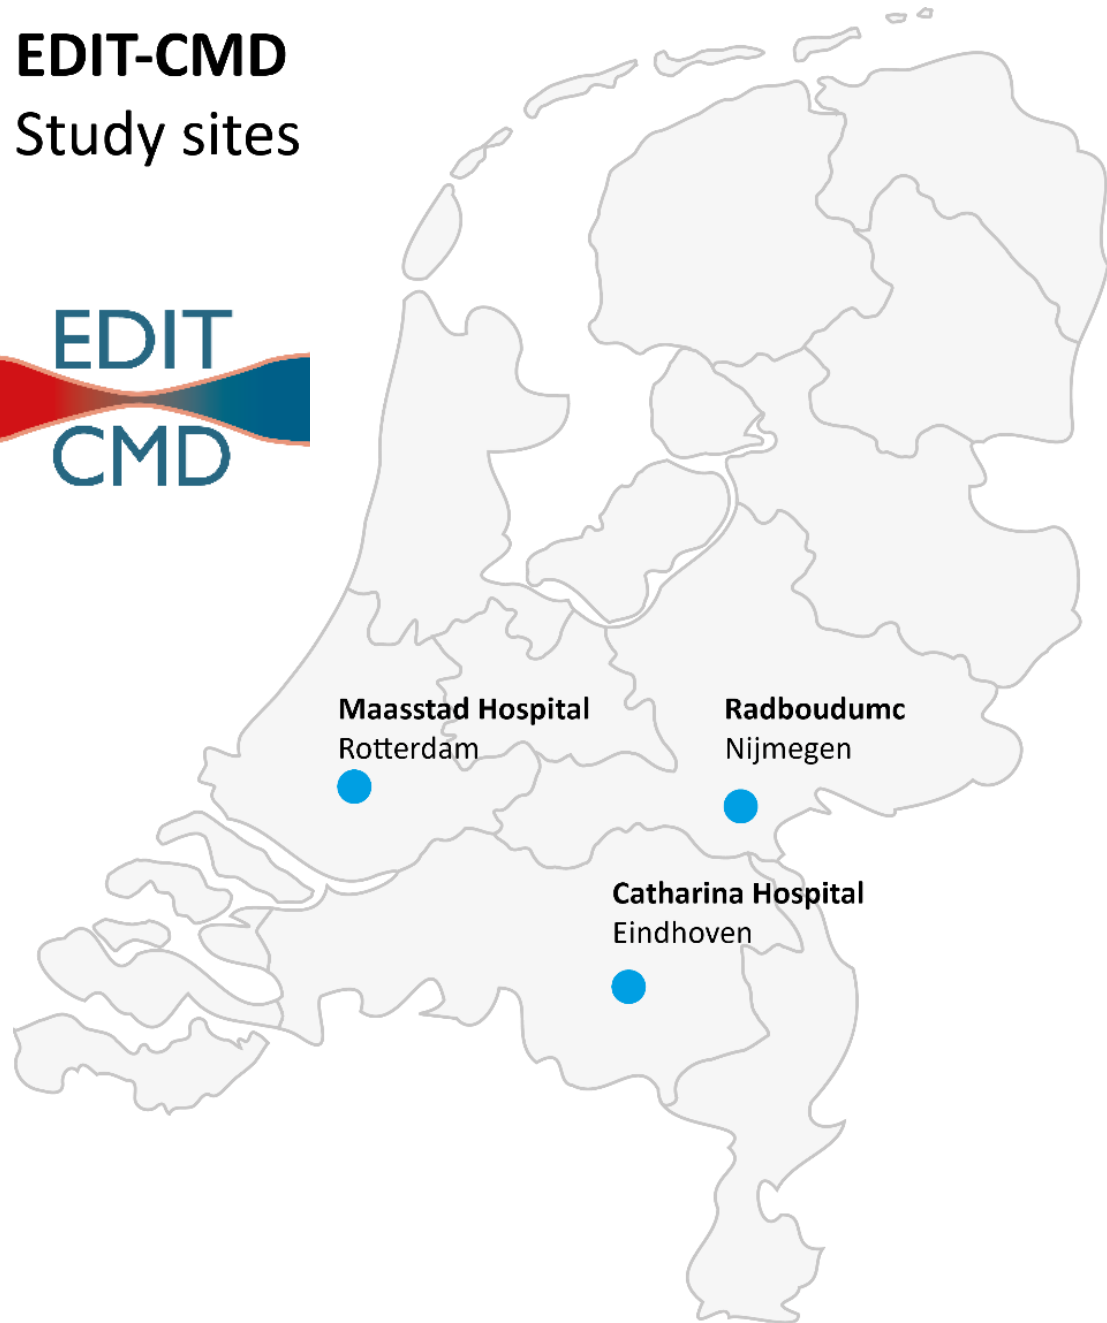 EDIT-CMD
Study sites
EDIT
CMD
Maasstad Hospital
Rotterdam
Radboudumc
Nijmegen
Catharina Hospital
Eindhoven